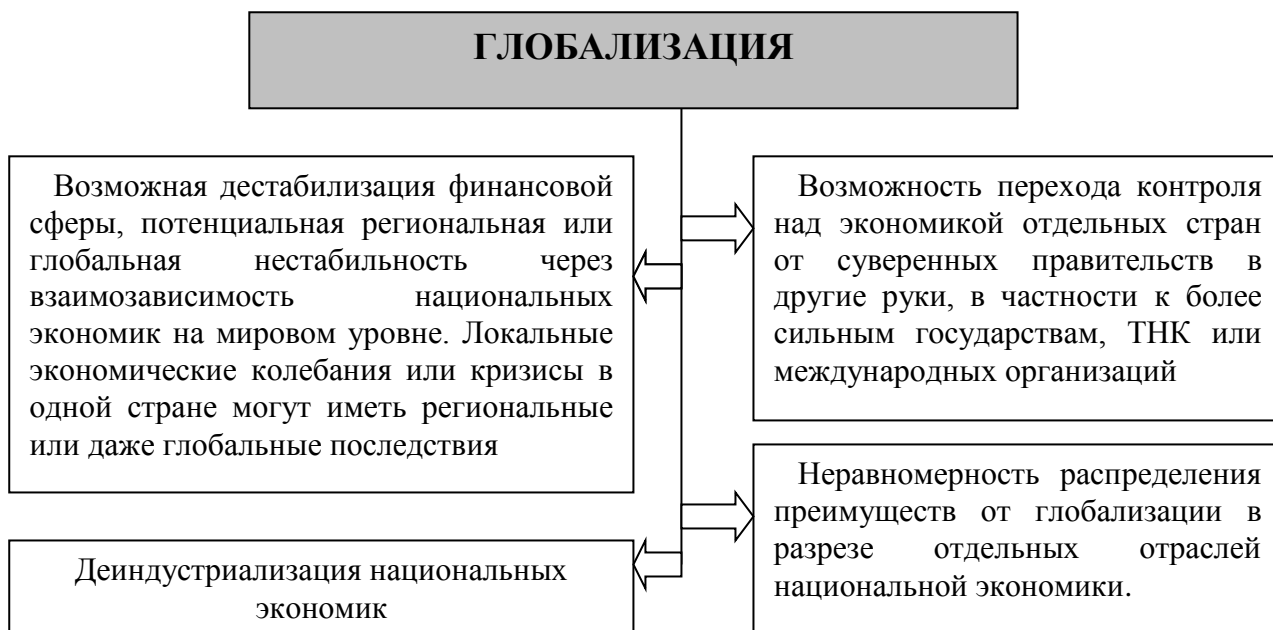 ГЛОБАЛИЗАЦИЯ
Возможная дестабилизация финансовой
сферы, потенциальная региональная или
глобальная нестабильность через
взаимозависимость национальных
экономик на мировом уровне. Локальные
экономические колебания или кризисы в
одной стране могут иметь региональные
или даже глобальные последствия
Возможность перехода контроля
над экономикой отдельных стран
от суверенных правительств в
другие руки, в частности к более
сильным государствам, ТНК или
международных организаций
Деиндустриализация национальных
экономик
Неравномерность распределения
преимуществ от глобализации в
разрезе отдельных отраслей
национальной экономики.